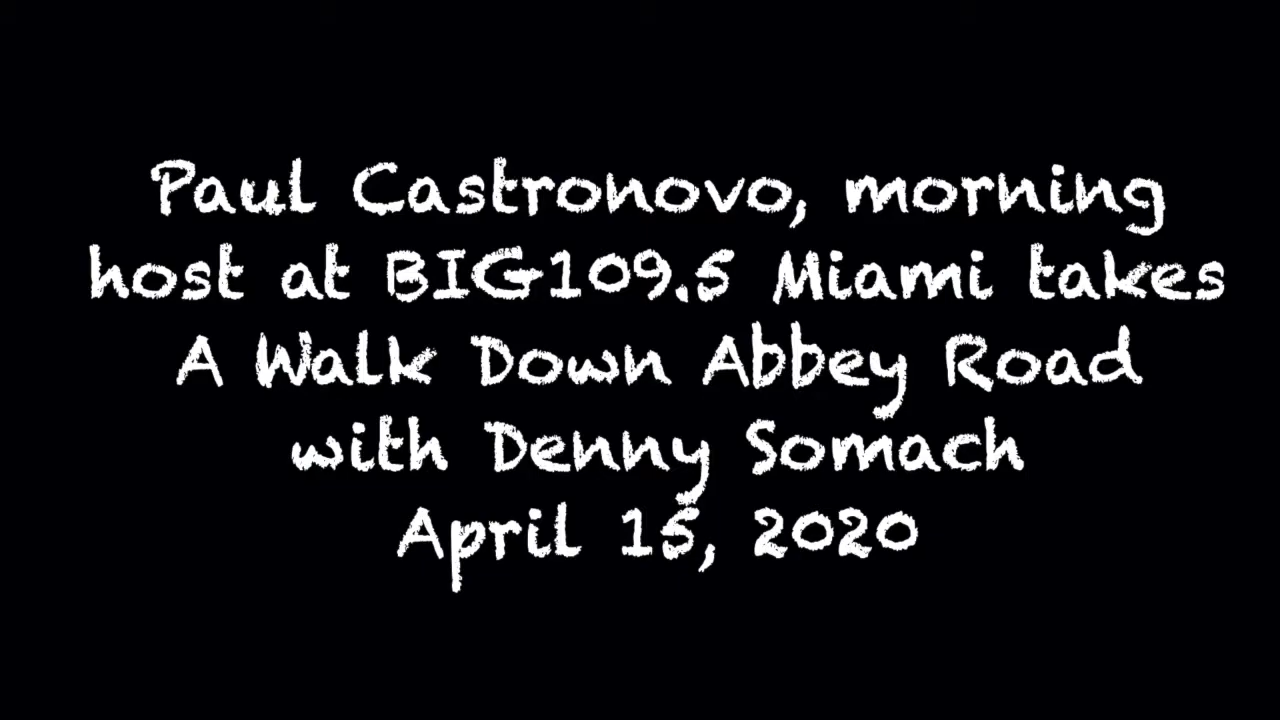 Paul Castronovo, morning
host at BIG109.5 Miami takes
A Walk Down Abbey Road
with Denny Somach
April 15, 2020